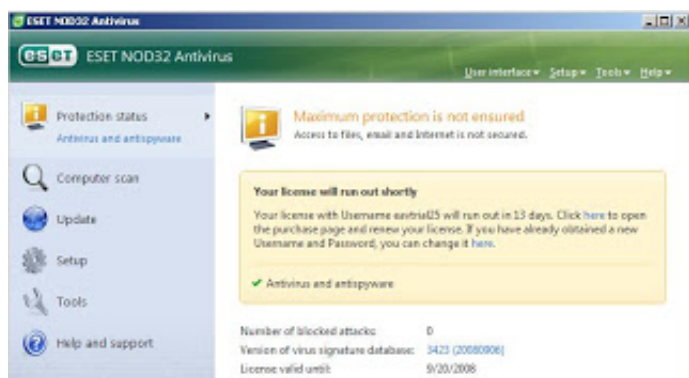 ESET NOD32 Antivirus
eseT ESET NOD32 Antivirus
User interface Setup Tools Help
Protection status
Antivirus and antispyware
Computer scan
Update
Setup
Tools
Help and support
Maximum protection is not ensured
Access to files, email and Internet is not secured.
Your license will run out shortly
Your license with Username eavtrial25 will run out in 13 days. Click here to open
the purchase page and renew your license. If you have already obtained a new
Username and Password, you can change it here.
Antivirus and antispyware
Number of blocked attacks: 0
Version of virus signature database: 3423 (20080906)
License valid until: 9/20/2008